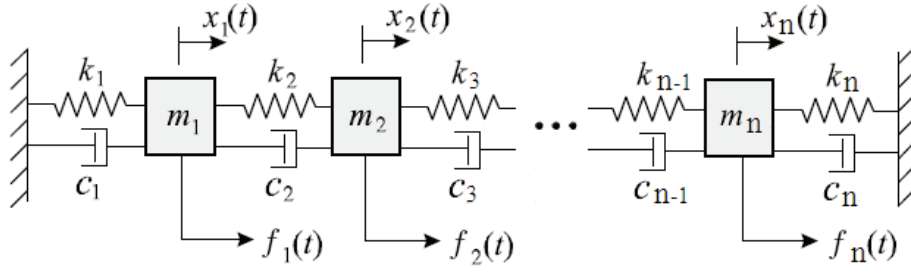 x₁(t) x₂(t) xₙ(t)
k₁ k₂ k₃ kₙ₋₁ kₙ
m₁ m₂ mₙ
c₁ c₂ c₃ cₙ₋₁ cₙ
f₁(t) f₂(t) fₙ(t)